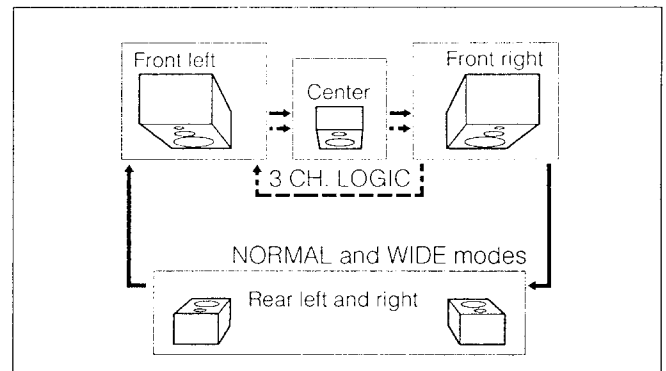 Front left
Front right
Center
3 CH. LOGIC
NORMAL and WIDE modes
Rear left and right